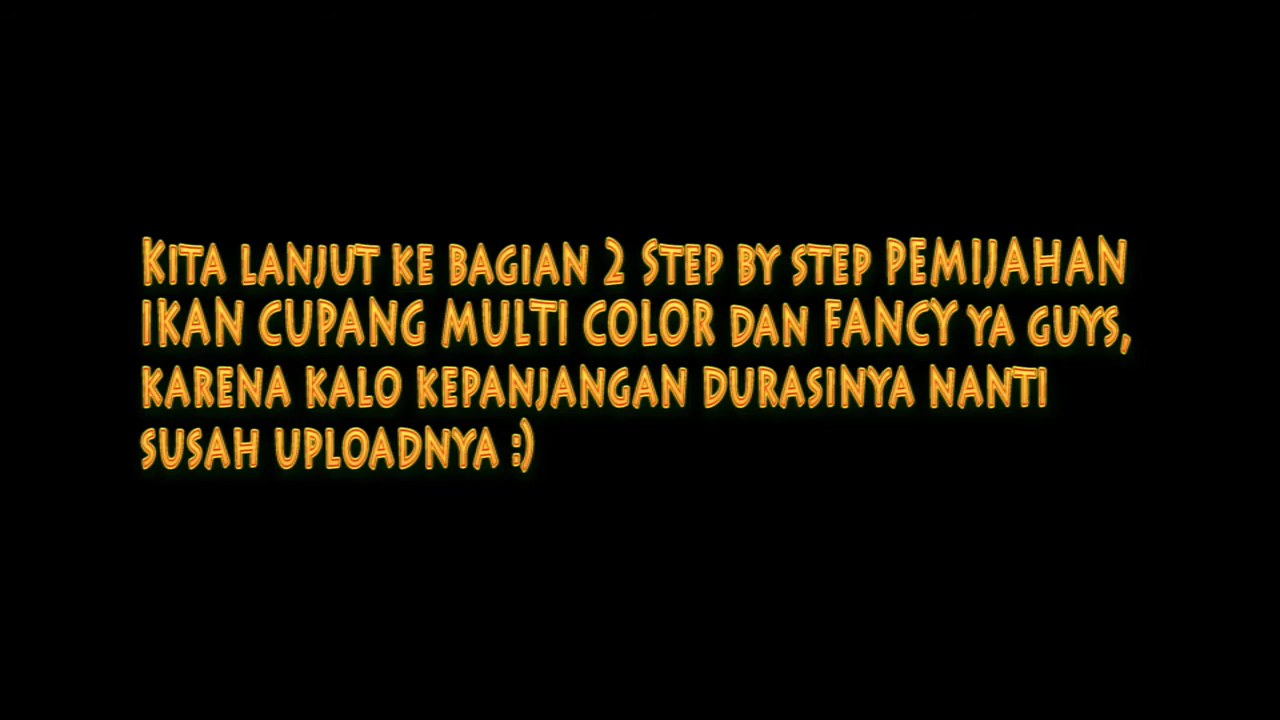 Kita lanjut ke bagian 2 Step by step PEMIJAHAN
IKAN CUPANG MULTI COLOR dan FANCY ya guys,
karena kalo kepanjangan durasinya nanti
susah uploadnya :)